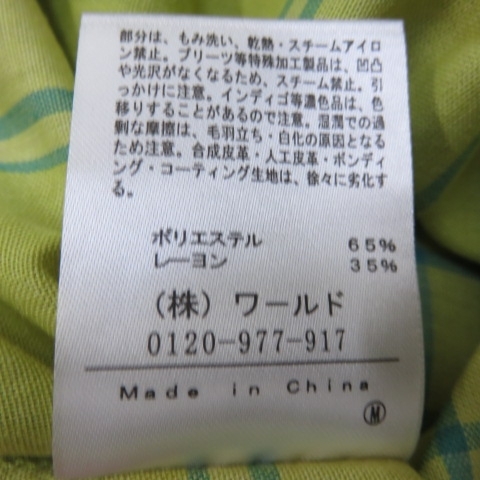 部分は、もみ洗い、乾熱・スチームアイロ
ン禁止。プリーツ等特殊加工製品は、凹凸
や光沢がなくなるため、スチーム禁止。引
っかけに注意。インディゴ等濃色品は、色
移りすることがあるので注意。湿潤での過
剰な摩擦は、毛羽立ち・白化の原因となる
ため注意。合成皮革・人工皮革・ボンディ
ング・コーティング生地は、徐々に劣化す
る。
ポリエステル 65%
レーヨン 35%
(株)ワールド
0120-977-917
Made in China
M